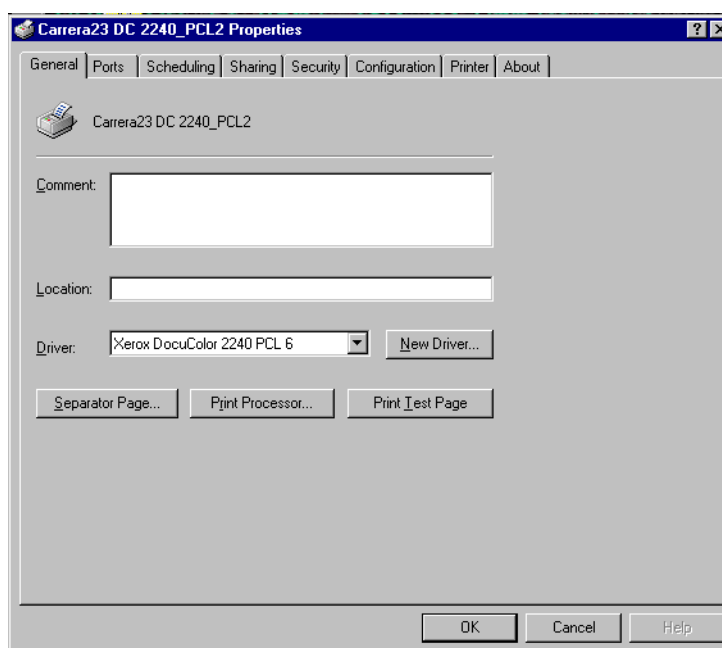 Carrera23 DC 2240_PCL2 Properties
General Ports Scheduling Sharing Security Configuration Printer About
Carrera23 DC 2240_PCL2
Comment:
Location:
Driver: Xerox DocuColor 2240 PCL 6 New Driver...
Separator Page... Print Processor... Print Test Page
OK Cancel Help